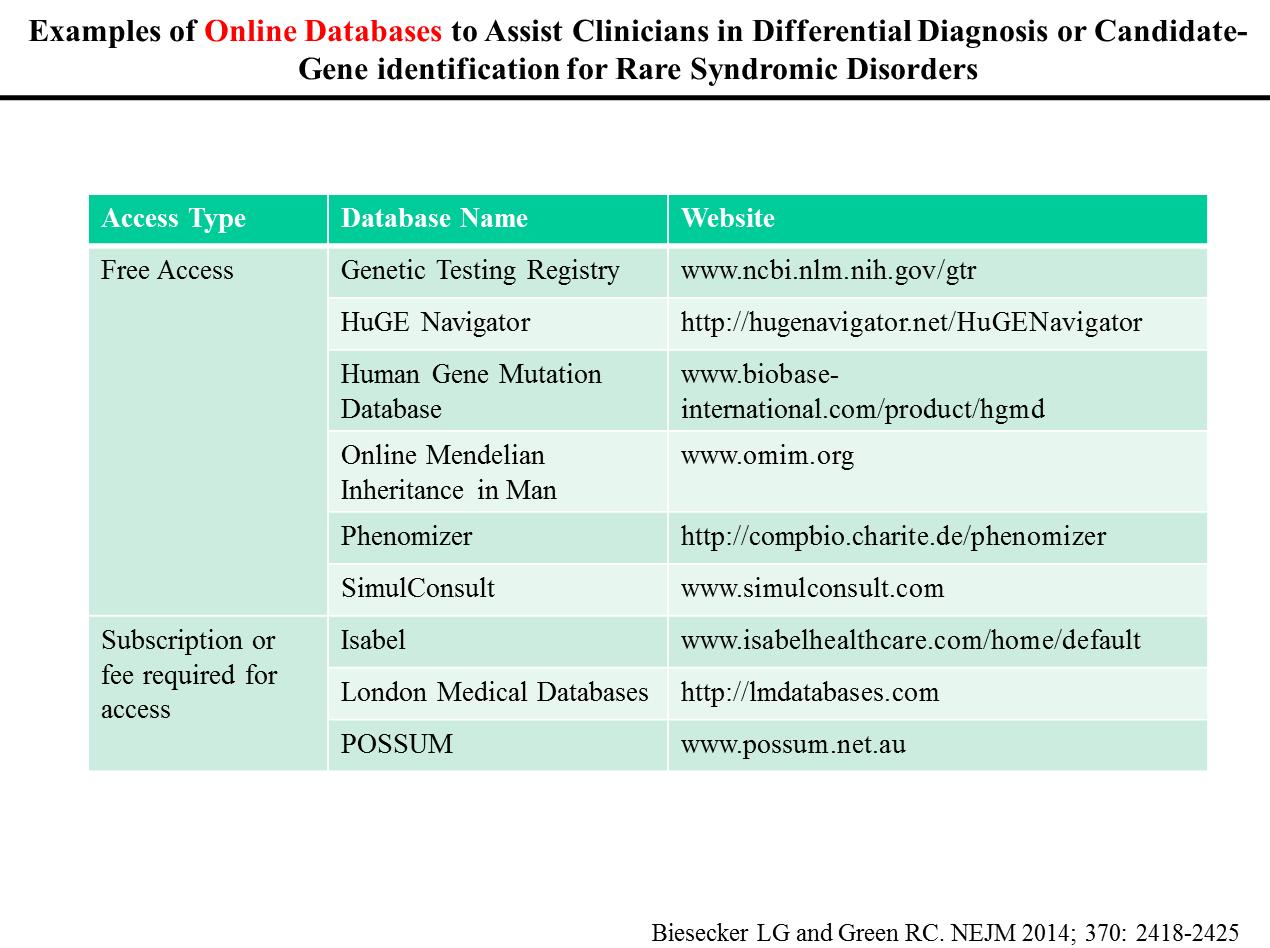 Examples of Online Databases to Assist Clinicians in Differential Diagnosis or Candidate-
Gene identification for Rare Syndromic Disorders
Access Type Database Name Website
Free Access Genetic Testing Registry www.ncbi.nlm.nih.gov/gtr
HuGE Navigator http://hugenavigator.net/HuGENavigator
Human Gene Mutation www.biobase-
Database international.com/product/hgmd
Online Mendelian www.omim.org
Inheritance in Man
Phenomizer http://compbio.charite.de/phenomizer
SimulConsult www.simulconsult.com
Subscription or Isabel www.isabelhealthcare.com/home/default
fee required for
access
London Medical Databases http://lmdatabases.com
POSSUM www.possum.net.au
Biesecker LG and Green RC. NEJM 2014; 370: 2418-2425